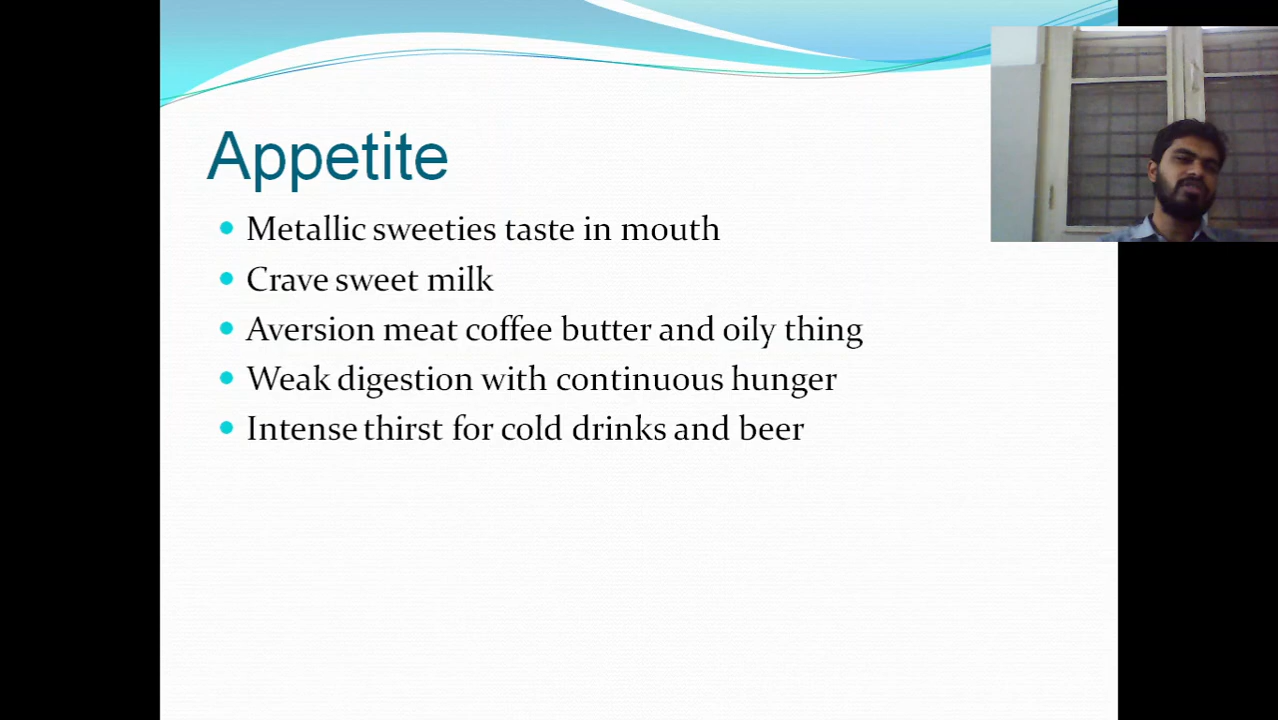 Appetite
Metallic sweeties taste in mouth
Crave sweet milk
Aversion meat coffee butter and oily thing
Weak digestion with continuous hunger
Intense thirst for cold drinks and beer